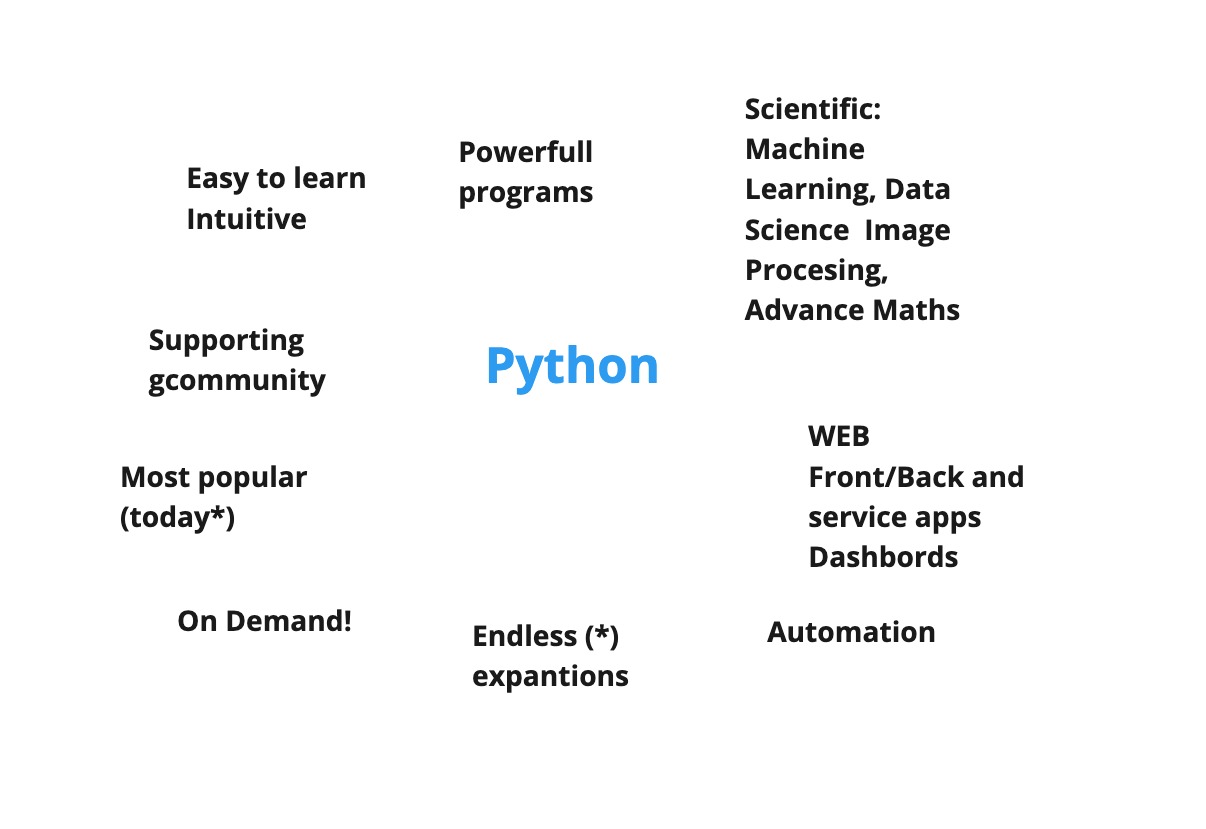 Easy to learn
Intuitive
Powerfull
programs
Scientific:
Machine
Learning, Data
Science  Image
Procesing,
Advance Maths
Supporting
gcommunity
Python
Most popular
(today*)
WEB
Front/Back and
service apps
Dashbords
On Demand!
Endless (*)
expantions
Automation